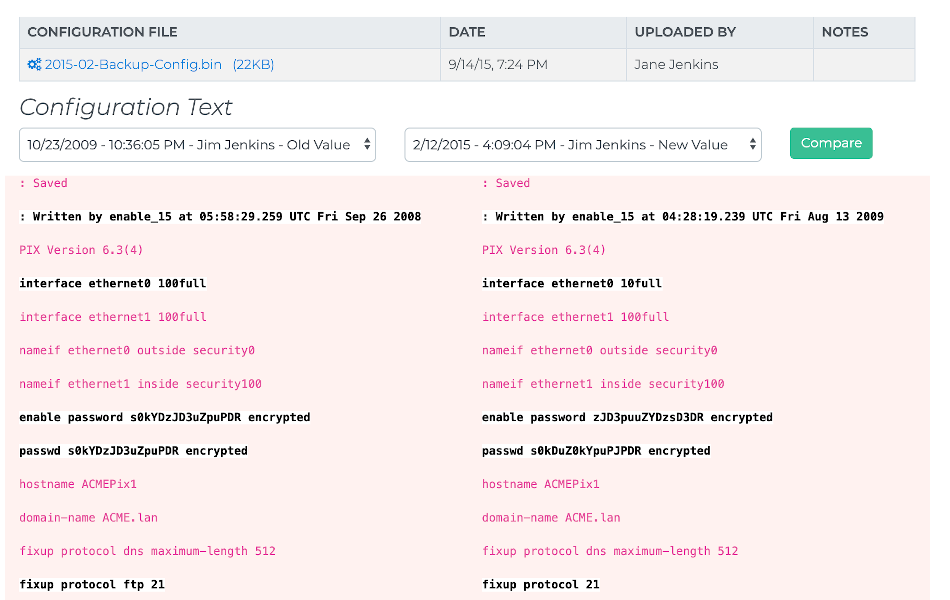 CONFIGURATION FILE DATE UPLOADED BY NOTES
2015-02-Backup-Config.bin (22KB) 9/14/15, 7:24 PM Jane Jenkins
Configuration Text
10/23/2009 - 10:36:05 PM - Jim Jenkins - Old Value 2/12/2015 - 4:09:04 PM - Jim Jenkins - New Value Compare
: Saved : Saved
: Written by enable_15 at 05:58:29.259 UTC Fri Sep 26 2008 : Written by enable_15 at 04:28:19.239 UTC Fri Aug 13 2009
PIX Version 6.3(4) PIX Version 6.3(4)
interface ethernet0 100full interface ethernet0 10full
interface ethernet1 100full interface ethernet1 100full
nameif ethernet0 outside security0 nameif ethernet0 outside security0
nameif ethernet1 inside security100 nameif ethernet1 inside security100
enable password s0kYDzJD3uZpuPDR encrypted enable password zJD3puuZYDzsD3DR encrypted
passwd s0kYDzJD3uZpuPDR encrypted passwd s0kDuZ0kYpuPJPDR encrypted
hostname ACMEPix1 hostname ACMEPix1
domain-name ACME.lan domain-name ACME.lan
fixup protocol dns maximum-length 512 fixup protocol dns maximum-length 512
fixup protocol ftp 21 fixup protocol 21